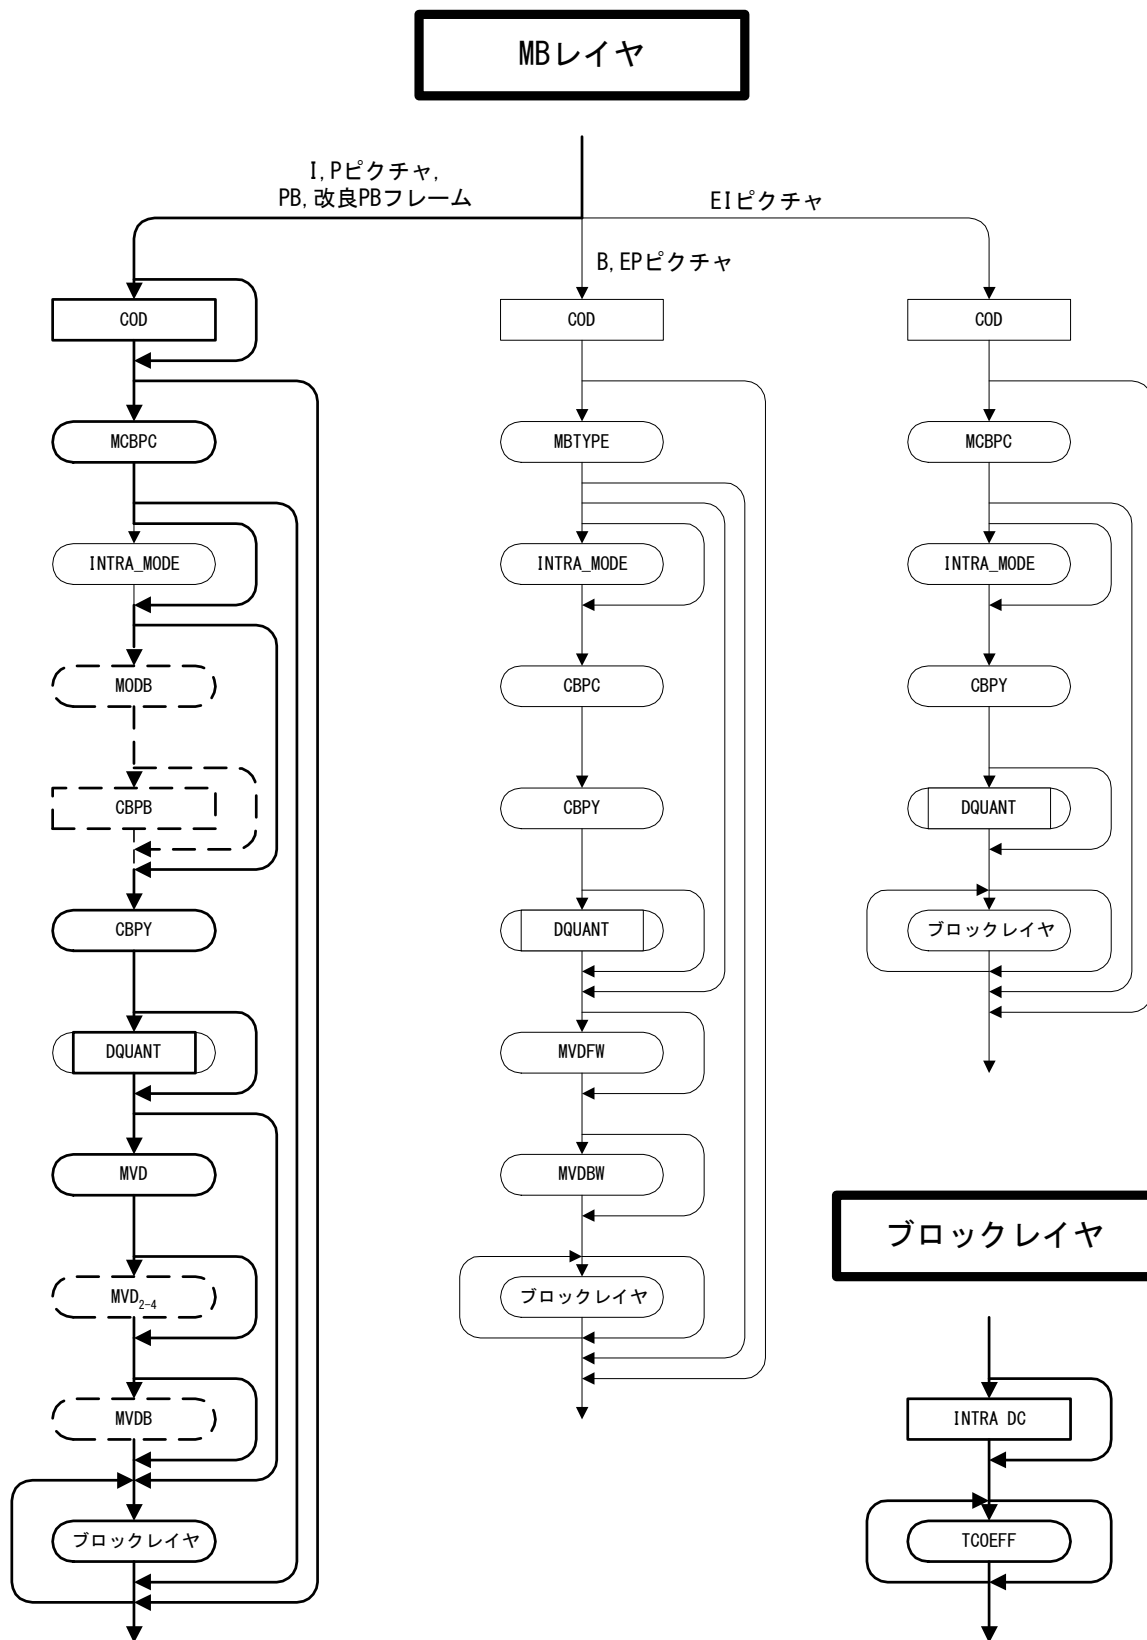 MBレイヤ
I, Pピクチャ,
PB, 改良PBフレーム
EIピクチャ
B, EPピクチャ
COD
MCBPC
INTRA_MODE
MODB
CBPB
CBPY
DQUANT
MVD
MVD2-4
MVDB
ブロックレイヤ
COD
MBTYPE
INTRA_MODE
CBPC
CBPY
DQUANT
MVDFW
MVDBW
ブロックレイヤ
COD
MCBPC
INTRA_MODE
CBPY
DQUANT
ブロックレイヤ
ブロックレイヤ
INTRA DC
TCOEFF